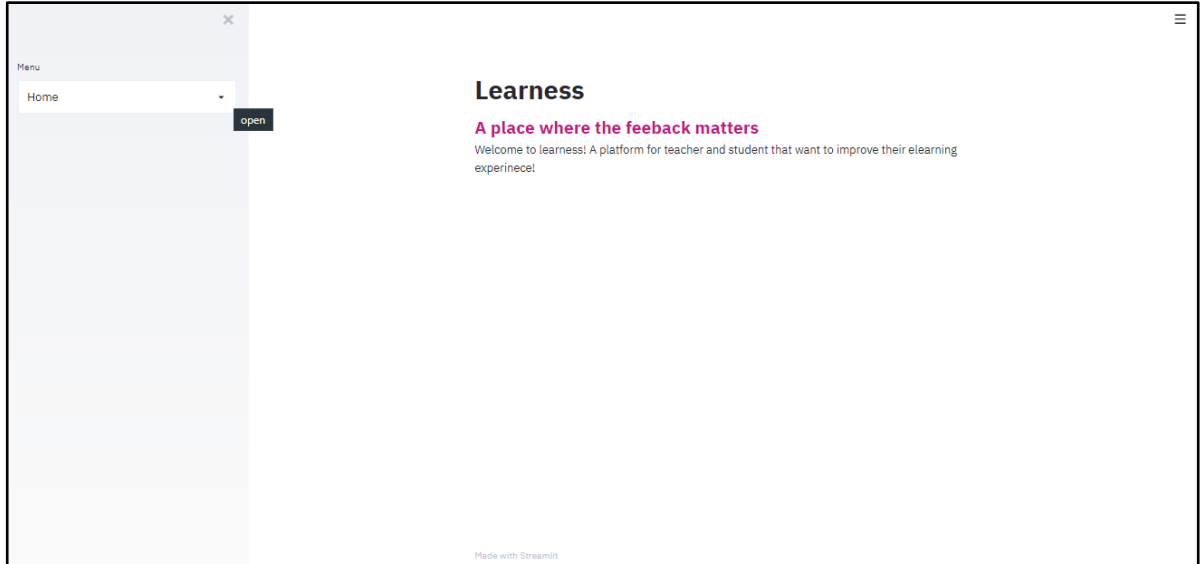 Menu
Home
open
Learness
A place where the feeback matters
Welcome to learness! A platform for teacher and student that want to improve their elearning
experinece!
Made with Streamlit